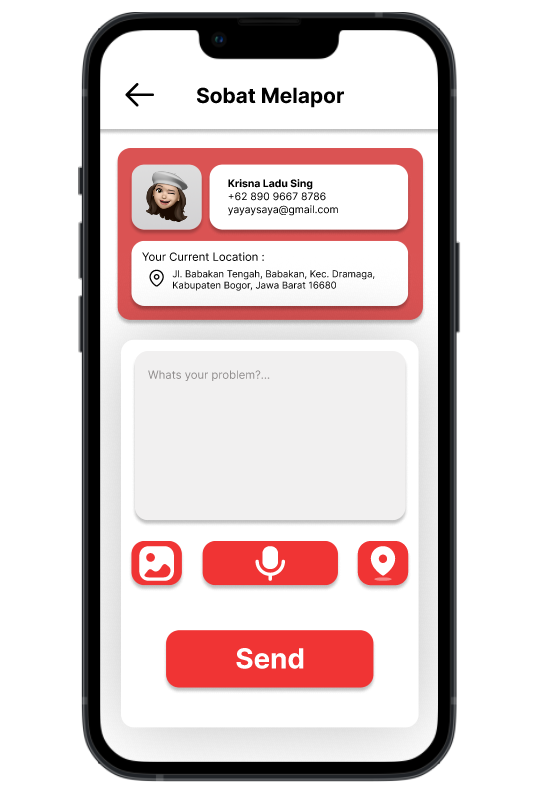 Sobat Melapor
Krisna Ladu Sing
+62 890 9667 8786
yayaysaya@gmail.com
Your Current Location :
Jl. Babakan Tengah, Babakan, Kec. Dramaga,
Kabupaten Bogor, Jawa Barat 16680
Whats your problem?...
Send